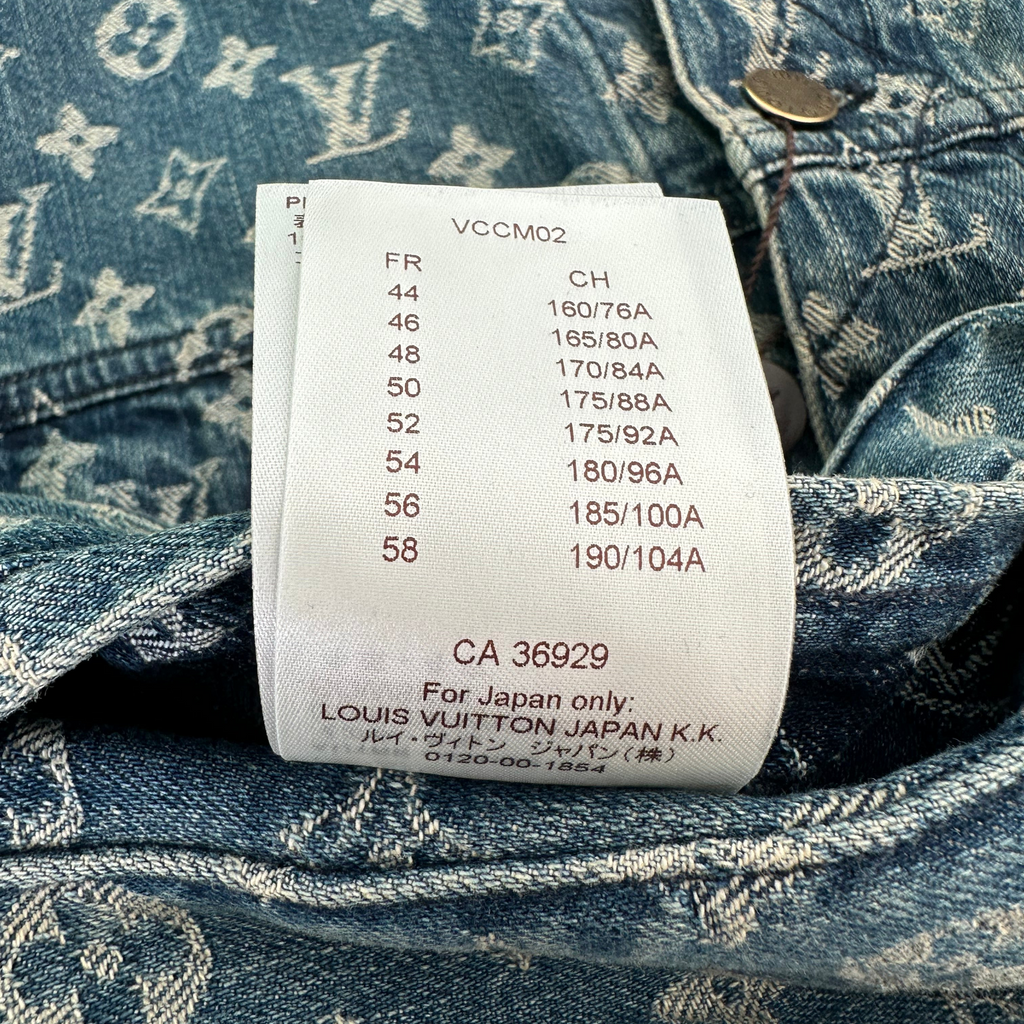 VCCM02
FR CH
44 160/76A
46 165/80A
48 170/84A
50 175/88A
52 175/92A
54 180/96A
56 185/100A
58 190/104A
CA 36929
For Japan only:
LOUIS VUITTON JAPAN K.K.
ルイ・ヴィトン ジャパン(株)
0120-00-1854